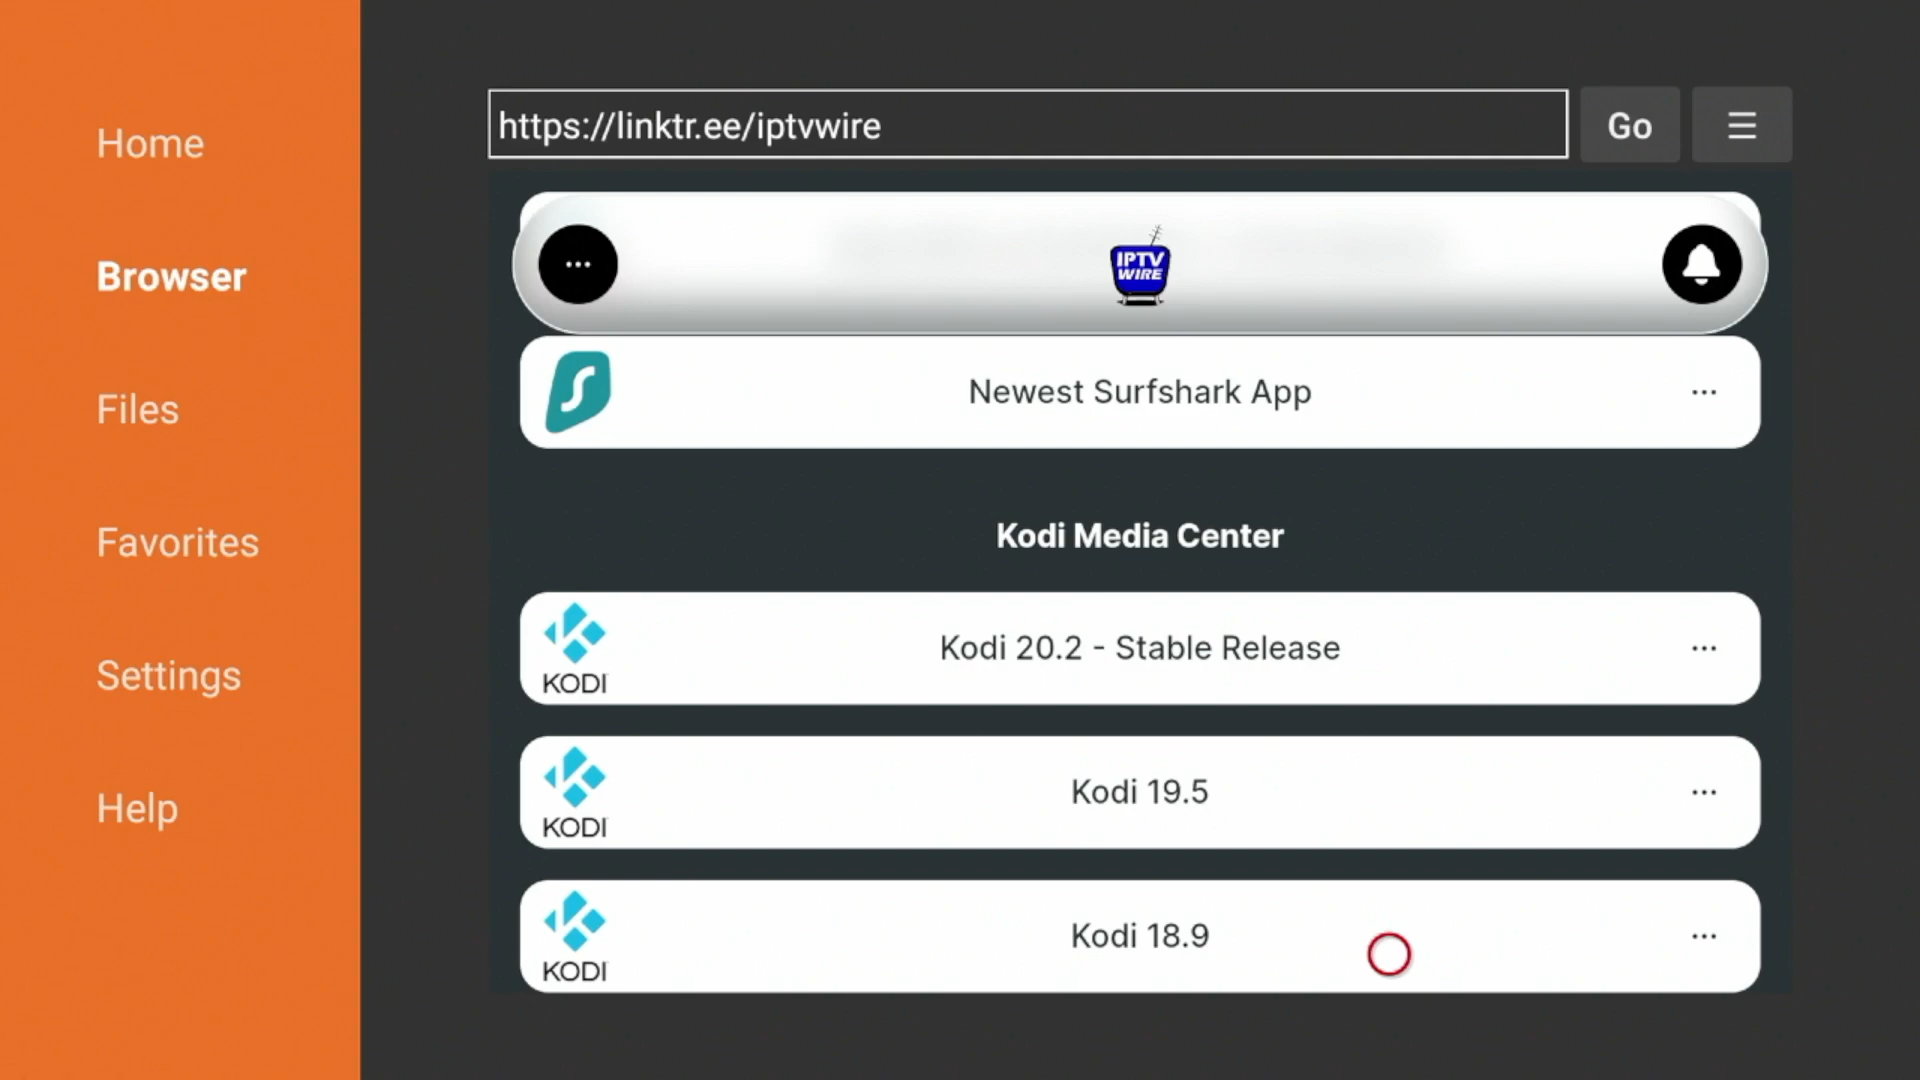 Home
Browser
Files
Favorites
Settings
Help
https://linktr.ee/iptvwire
Go
IPTV
WIRE
Newest Surfshark App
Kodi Media Center
KODI
Kodi 20.2 - Stable Release
KODI
Kodi 19.5
KODI
Kodi 18.9